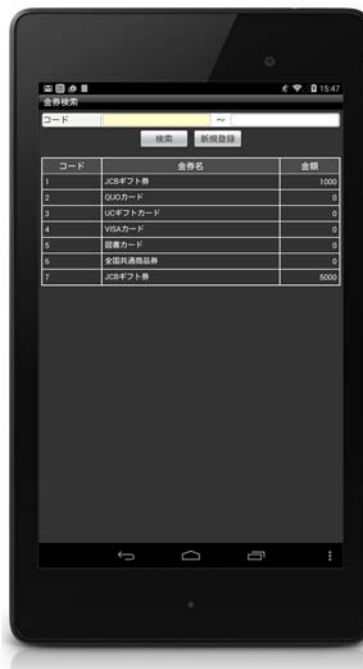 15:47
金券検索
コード ～
検索 新規登録
コード 金券名 金額
1 JCBギフト券 1000
2 QUOカード 0
3 UCギフトカード 0
4 VISAカード 0
5 図書カード 0
6 全国共通商品券 0
7 JCBギフト券 5000